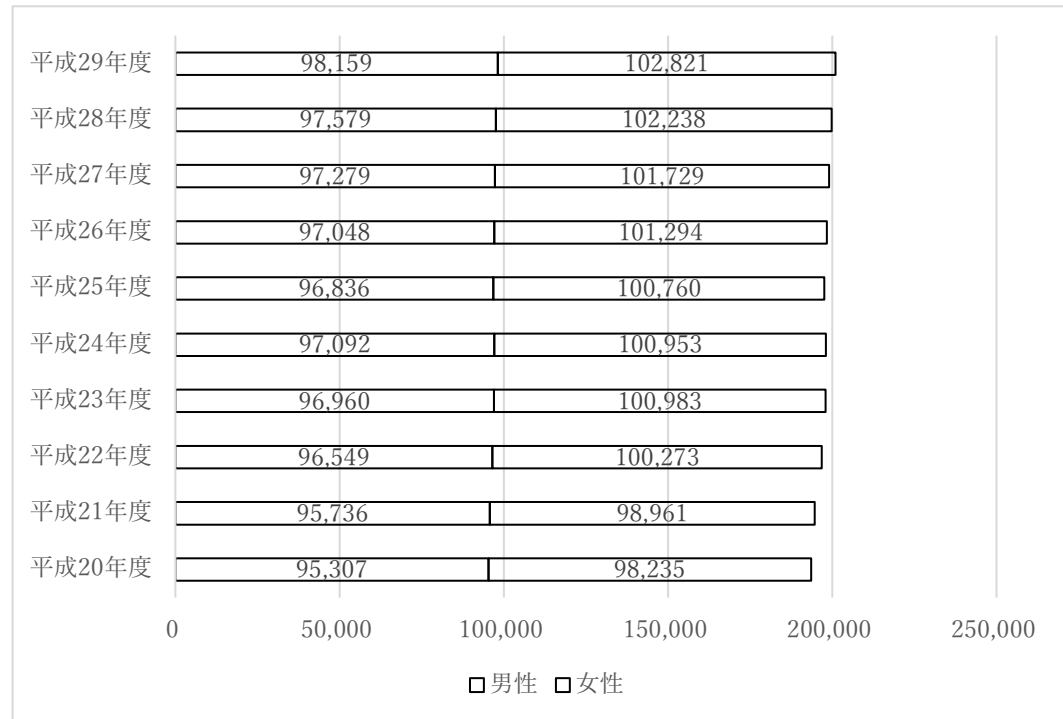 平成29年度 98,159 102,821
平成28年度 97,579 102,238
平成27年度 97,279 101,729
平成26年度 97,048 101,294
平成25年度 96,836 100,760
平成24年度 97,092 100,953
平成23年度 96,960 100,983
平成22年度 96,549 100,273
平成21年度 95,736 98,961
平成20年度 95,307 98,235
0 50,000 100,000 150,000 200,000 250,000
男性 女性